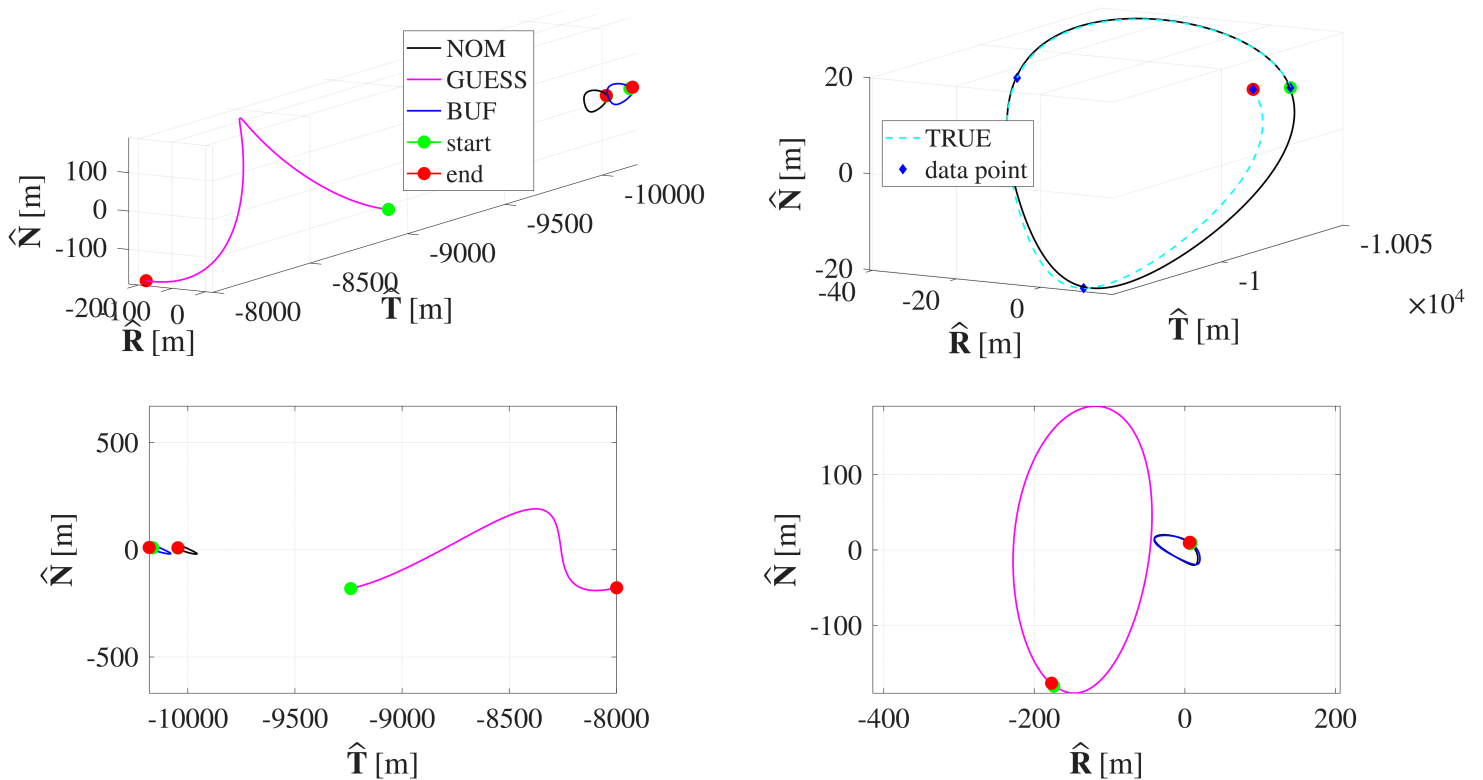 NOM
GUESS
BUF
start
end
100
0
-100
N̂ [m]
-200
-100
0
R̂ [m]
-8000
-8500
-9000
-9500
-10000
T̂ [m]
20
0
-20
N̂ [m]
TRUE
data point
-40
-20
0
R̂ [m]
-1
-1.005
×10⁴
T̂ [m]
500
0
-500
N̂ [m]
-10000
-9500
-9000
-8500
-8000
T̂ [m]
100
0
-100
N̂ [m]
-400
-200
0
200
R̂ [m]